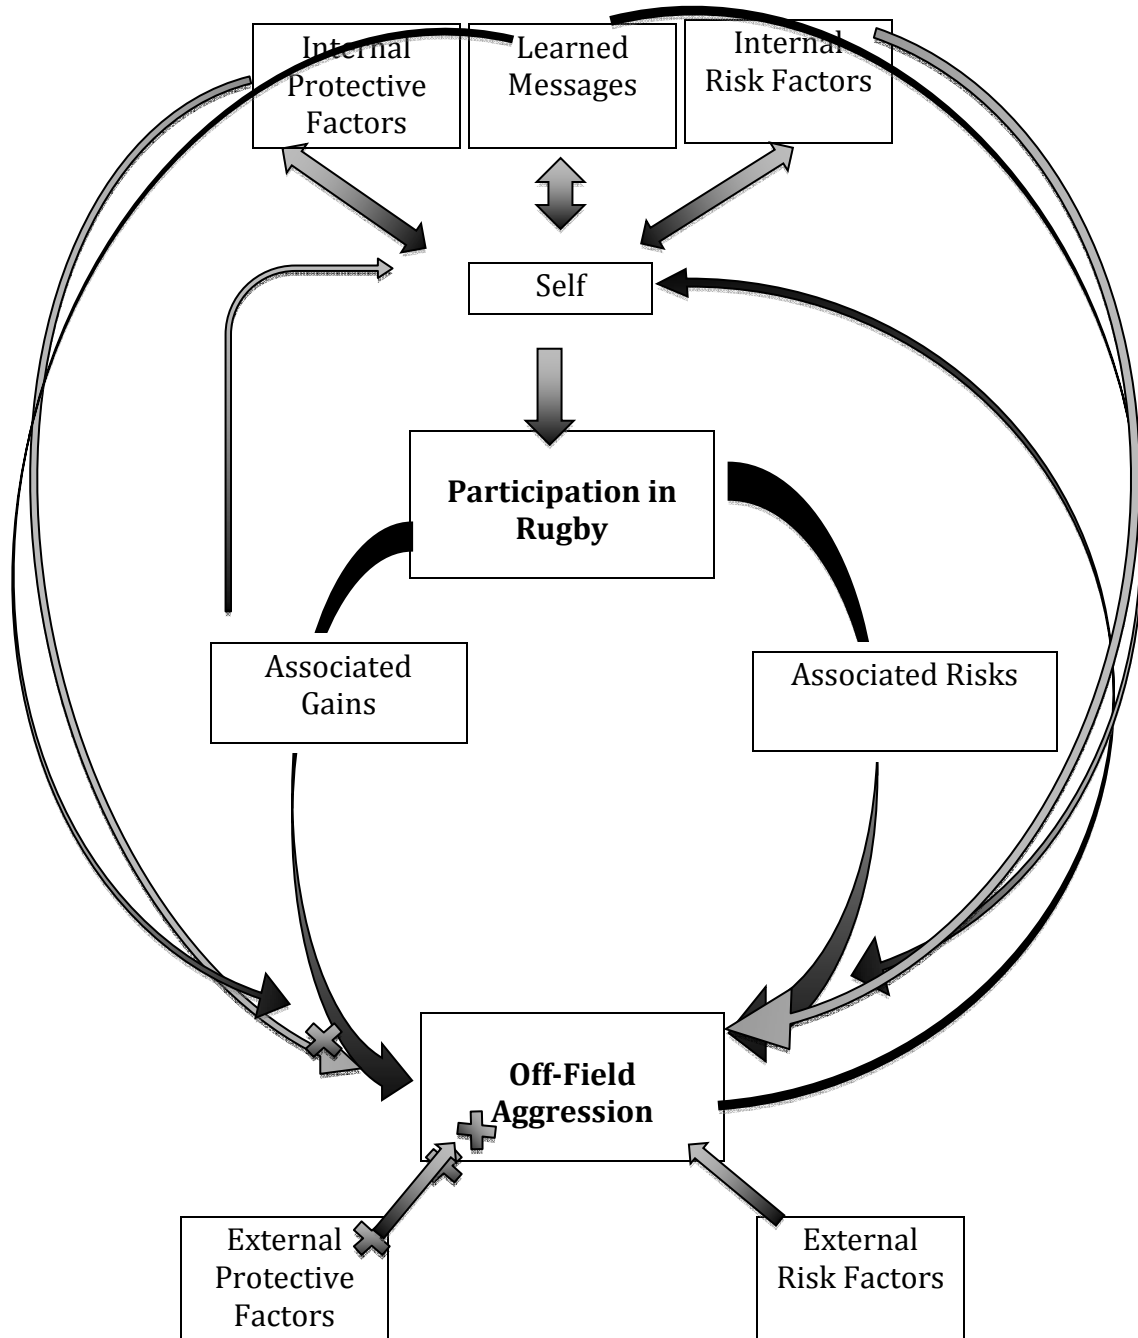 Internal
Protective
Factors
Learned
Messages
Internal
Risk Factors
Self
Participation in
Rugby
Associated
Gains
Associated Risks
Off-Field
Aggression
External
Protective
Factors
External
Risk Factors